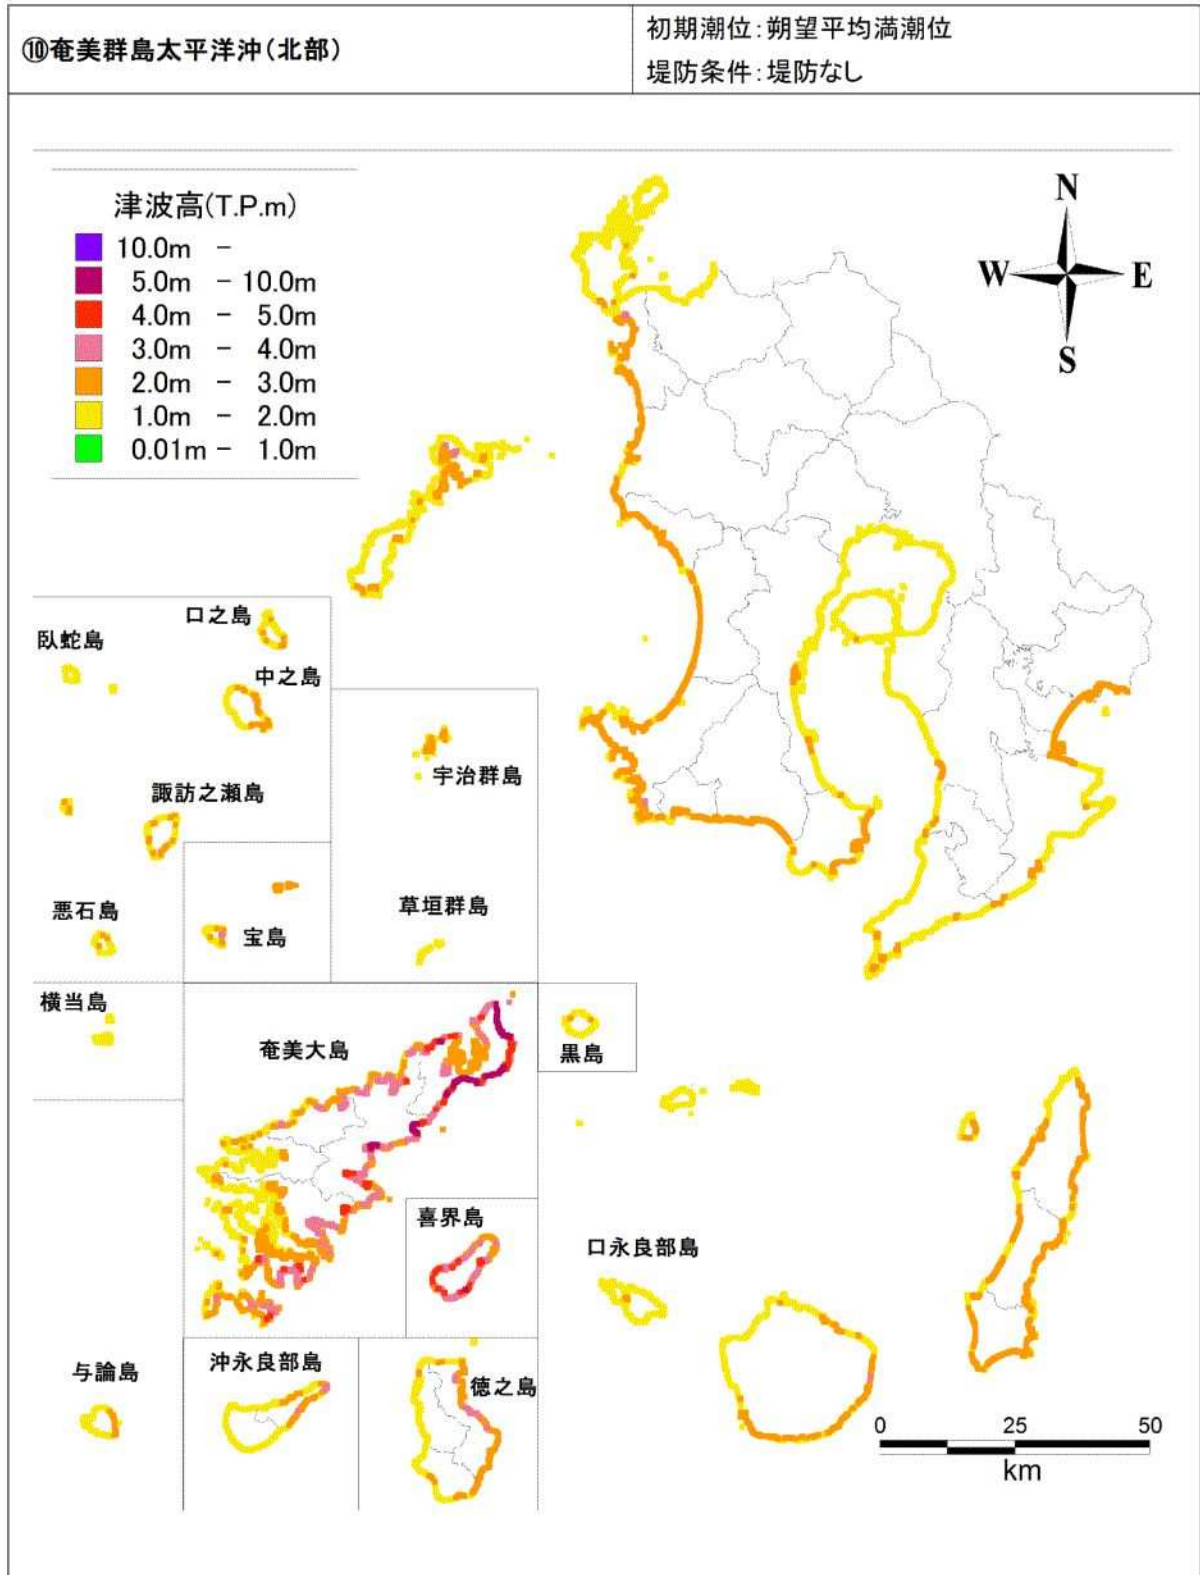 ⑩奄美群島太平洋沖(北部)
初期潮位:朔望平均満潮位
堤防条件:堤防なし
津波高(T.P.m)
10.0m －
5.0m － 10.0m
4.0m － 5.0m
3.0m － 4.0m
2.0m － 3.0m
1.0m － 2.0m
0.01m － 1.0m
N
W
E
S
口之島
臥蛇島
中之島
宇治群島
諏訪之瀬島
悪石島
宝島
草垣群島
横当島
奄美大島
黒島
喜界島
口永良部島
与論島
沖永良部島
徳之島
0 25 50
km